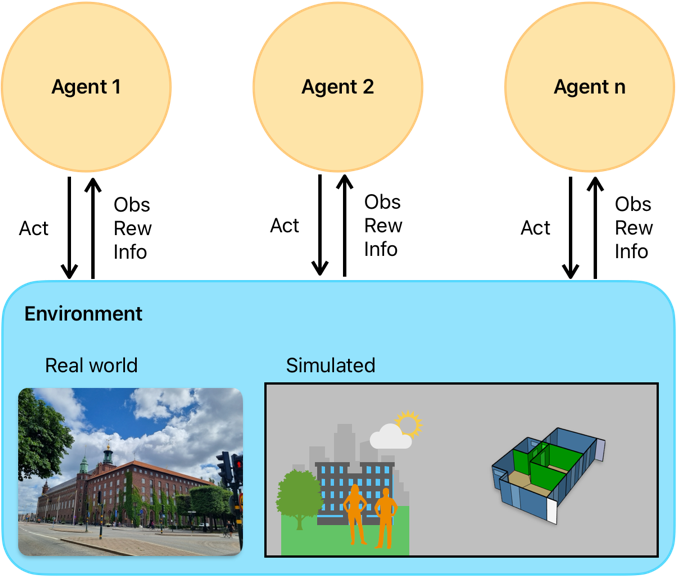 Agent 1
Agent 2
Agent n
Act
Obs
Rew
Info
Act
Obs
Rew
Info
Act
Obs
Rew
Info
Environment
Real world
Simulated